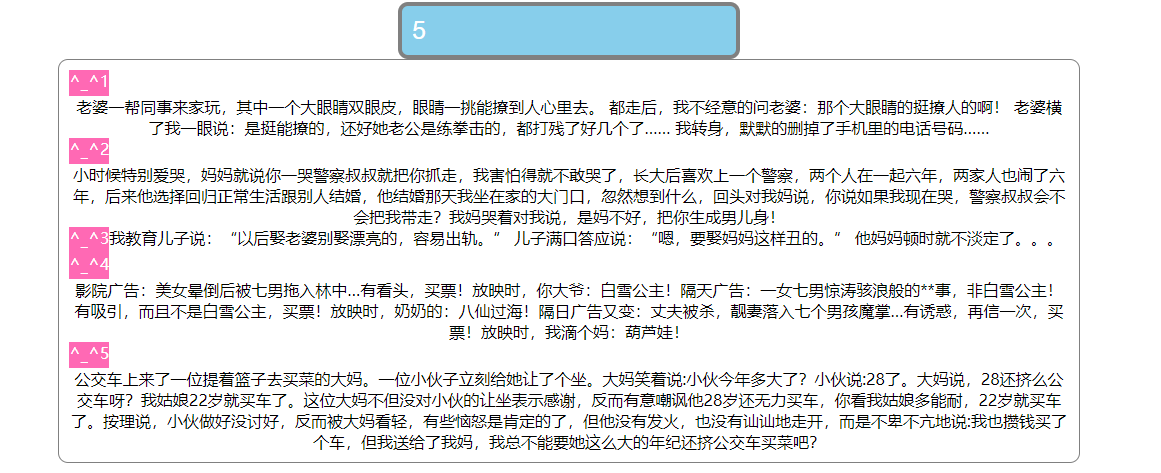 5
^_^1
老婆一帮同事来家玩，其中一个大眼睛双眼皮，眼睛一挑能撩到人心里去。 都走后，我不经意的问老婆：那个大眼睛的挺撩人的啊！ 老婆横
了我一眼说：是挺能撩的，还好她老公是练拳击的，都打残了好几个了…… 我转身，默默的删掉了手机里的电话号码……
^_^2
小时候特别爱哭，妈妈就说你一哭警察叔叔就把你抓走，我害怕得就不敢哭了，长大后喜欢上一个警察，两个人在一起六年，两家人也闹了六
年，后来他选择回归正常生活跟别人结婚，他结婚那天我坐在家的大门口，忽然想到什么，回头对我妈说，你说如果我现在哭，警察叔叔会不
会把我带走？我妈哭着对我说，是妈不好，把你生成男儿身！
^_^3我教育儿子说：“以后娶老婆别娶漂亮的，容易出轨。” 儿子满口答应说：“嗯，要娶妈妈这样丑的。” 他妈妈顿时就不淡定了。。。
^_^4
影院广告：美女晕倒后被七男拖入林中…有看头，买票！放映时，你大爷：白雪公主！隔天广告：一女七男惊涛骇浪般的**事，非白雪公主！
有吸引，而且不是白雪公主，买票！放映时，奶奶的：八仙过海！隔日广告又变：丈夫被杀，靓妻落入七个男孩魔掌…有诱惑，再信一次，买
票！放映时，我滴个妈：葫芦娃！
^_^5
公交车上来了一位提着篮子去买菜的大妈。一位小伙子立刻给她让了个坐。大妈笑着说:小伙今年多大了？小伙说:28了。大妈说，28还挤么公
交车呀？我姑娘22岁就买车了。这位大妈不但没对小伙的让坐表示感谢，反而有意嘲讽他28岁还无力买车，你看我姑娘多能耐，22岁就买车
了。按理说，小伙做好没讨好，反而被大妈看轻，有些恼怒是肯定的了，但他没有发火，也没有讪讪地走开，而是不卑不亢地说:我也攒钱买了
个车，但我送给了我妈，我总不能要她这么大的年纪还挤公交车买菜吧？